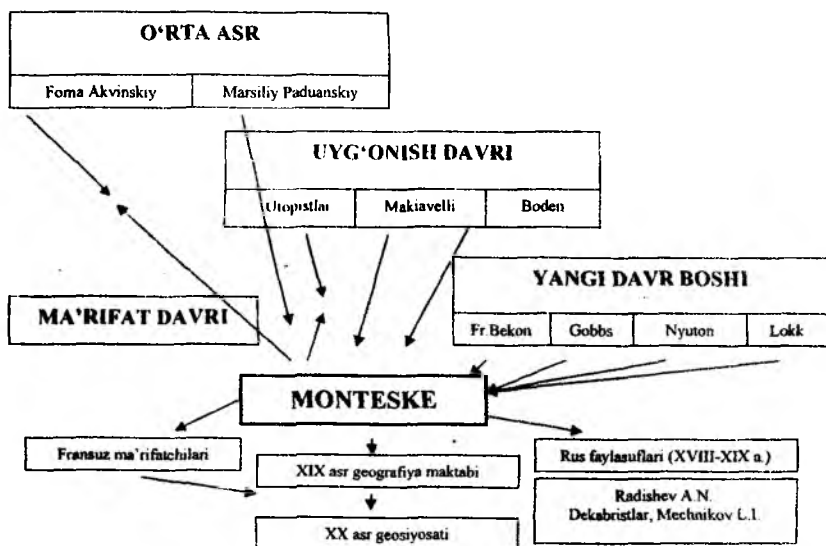 O‘RTA ASR
Foma Akvinskiy
Marsiliy Paduanskiy
UYG‘ONISH DAVRI
Utopistlar
Makiavelli
Boden
YANGI DAVR BOSHI
MA’RIFAT DAVRI
Fr.Bekon
Gobbs
Nyuton
Lokk
MONTESKE
Fransuz ma’rifatchilari
XIX asr geografiya maktabi
Rus faylasuflari (XVIII-XIX a.)
Radishev A.N.
Dekabristlar, Mechnikov L.I.
XX asr geosiyosati